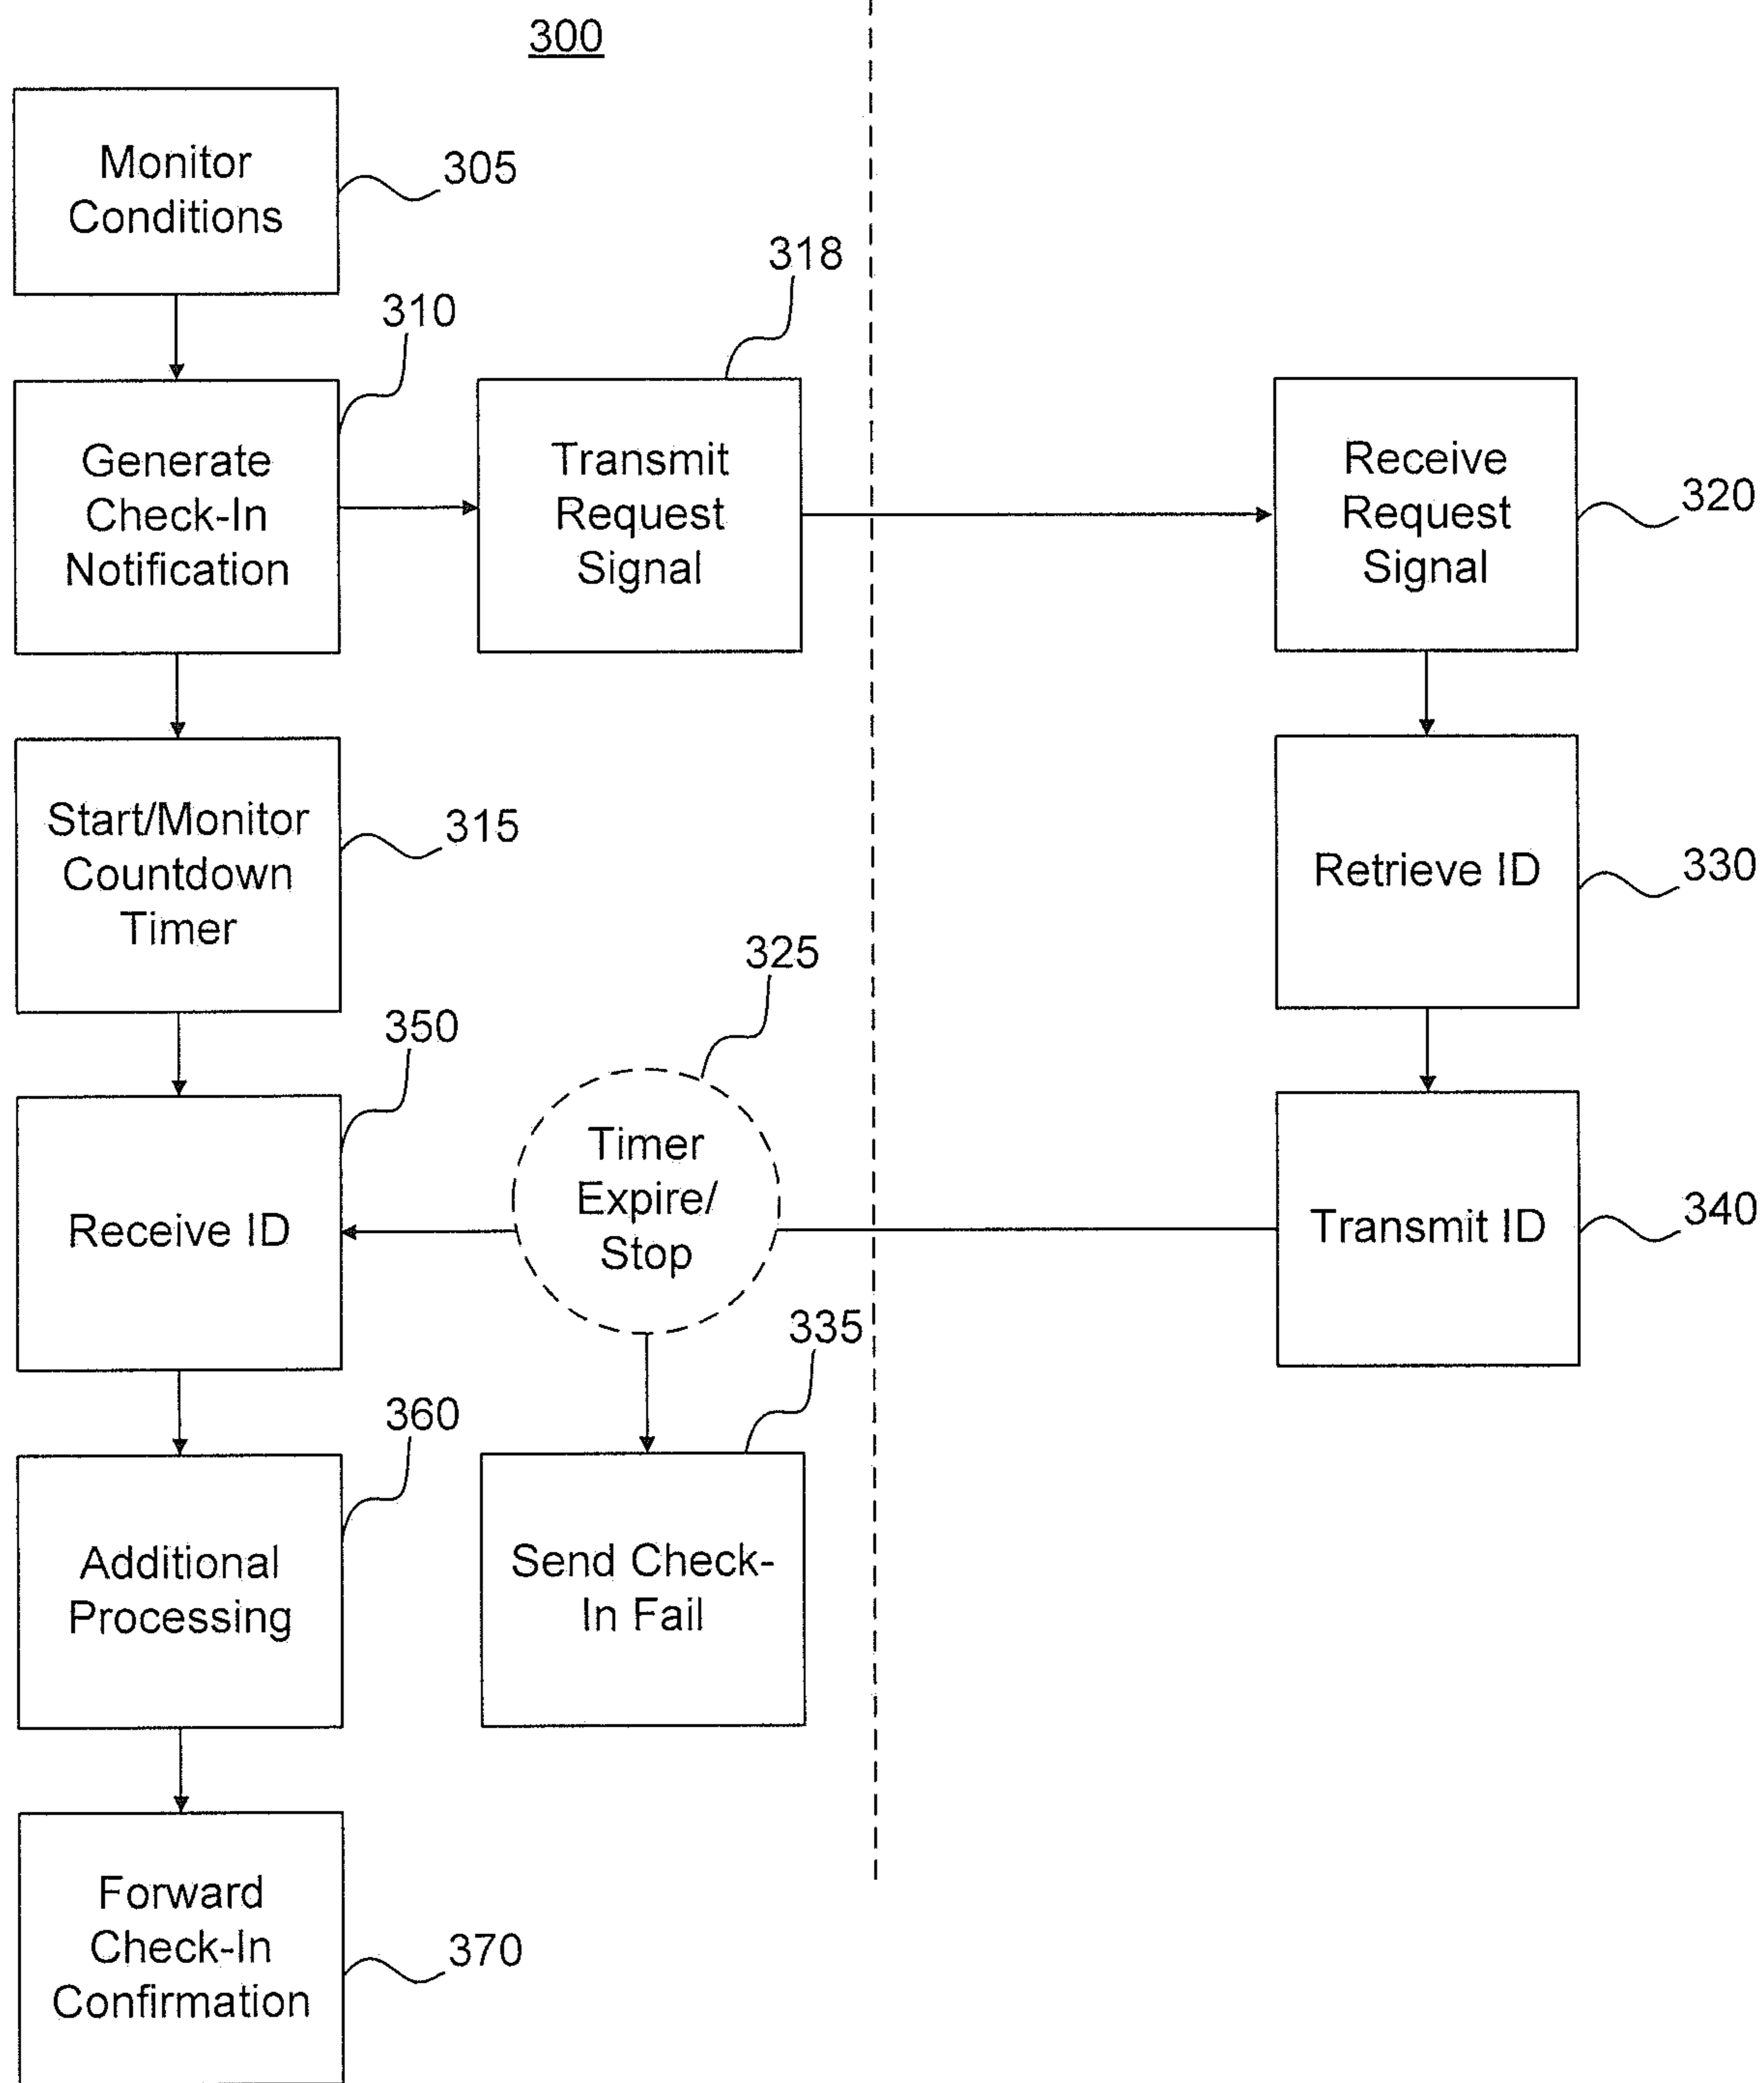 300
Monitor
Conditions
305
318
310
Generate
Check-In
Notification
Transmit
Request
Signal
Receive
Request
Signal
320
Start/Monitor
Countdown
Timer
315
Retrieve ID
330
325
350
Receive ID
Timer
Expire/
Stop
Transmit ID
340
335
360
Additional
Processing
Send Check-
In Fail
Forward
Check-In
Confirmation
370